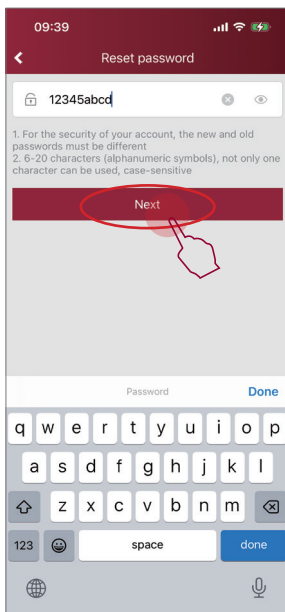 09:39
Reset password
12345abcd
1. For the security of your account, the new and old
passwords must be different
2. 6-20 characters (alphanumeric symbols), not only one
character can be used, case-sensitive
Next
Password
Done
q w e r t y u i o p
a s d f g h j k l
z x c v b n m
123
space
done